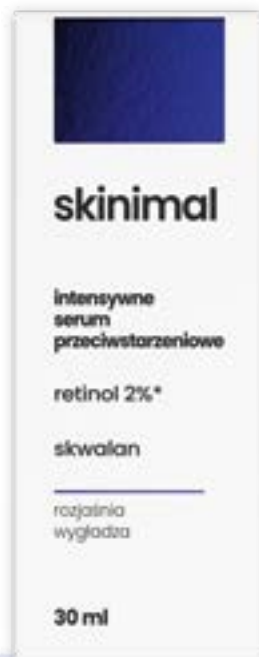 skinimal
intensywne
serum
przeciwstarzeniowe
retinol 2%*
skwalan
rozjaśnia
wygładza
30 ml